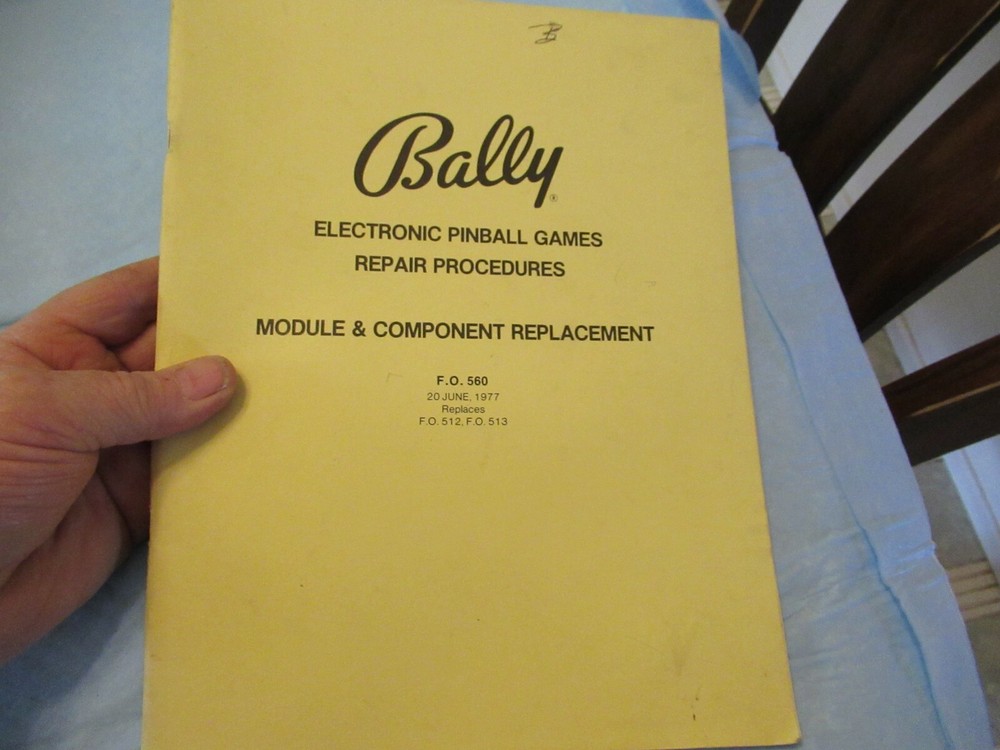 Bally®
ELECTRONIC PINBALL GAMES
REPAIR PROCEDURES
MODULE & COMPONENT REPLACEMENT
F.O. 560
20 JUNE, 1977
Replaces
F.O. 512, F.O. 513